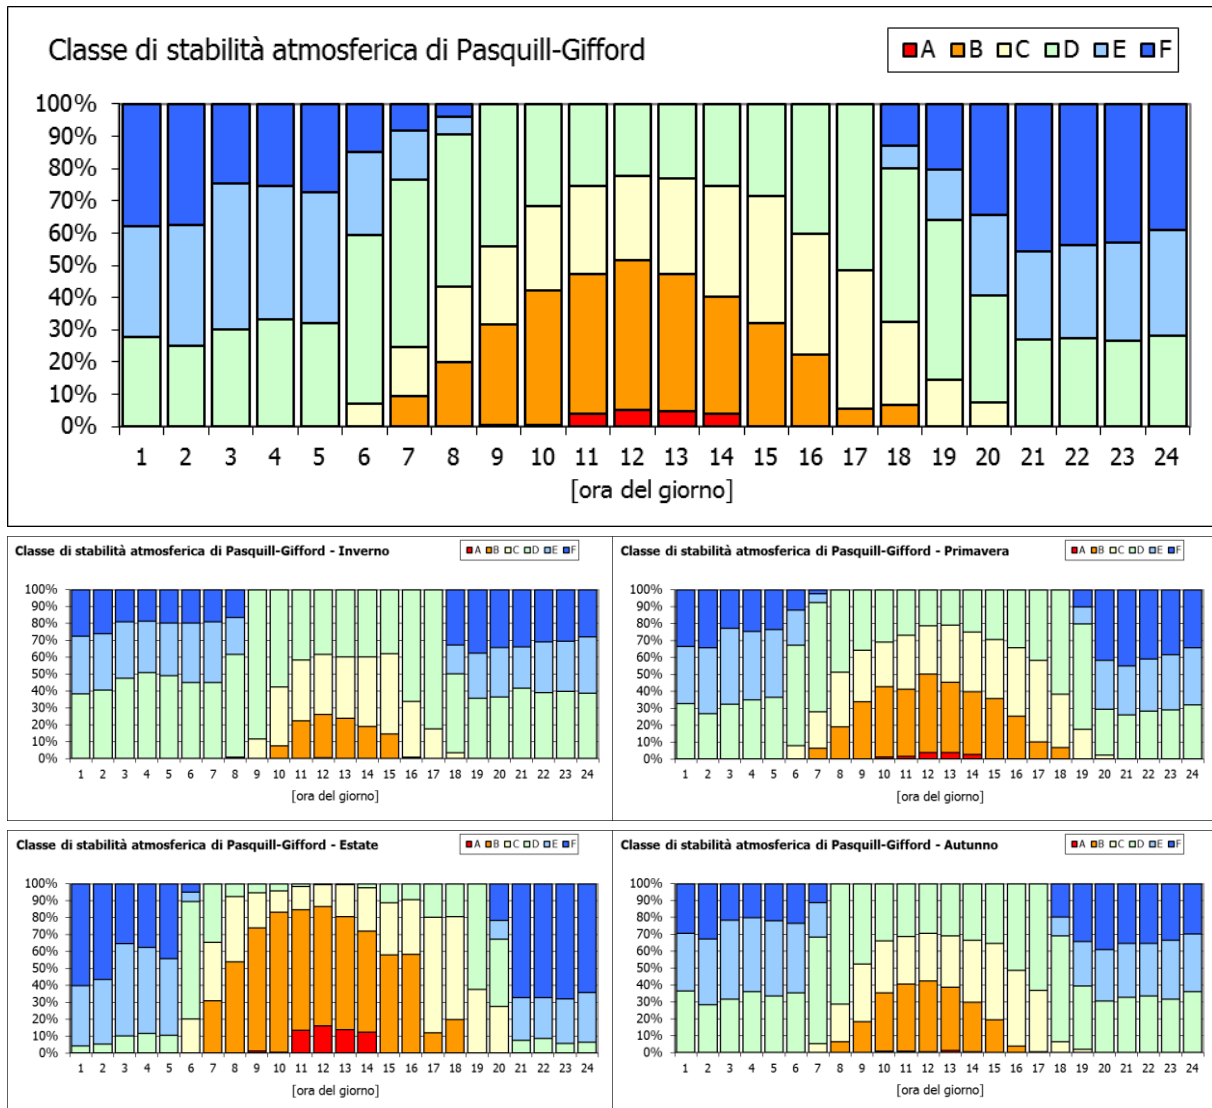 Classe di stabilità atmosferica di Pasquill-Gifford
A B C D E F
100%
90%
80%
70%
60%
50%
40%
30%
20%
10%
0%
1 2 3 4 5 6 7 8 9 10 11 12 13 14 15 16 17 18 19 20 21 22 23 24
[ora del giorno]
Classe di stabilità atmosferica di Pasquill-Gifford - Inverno
A B C D E F
100%
90%
80%
70%
60%
50%
40%
30%
20%
10%
0%
1 2 3 4 5 6 7 8 9 10 11 12 13 14 15 16 17 18 19 20 21 22 23 24
[ora del giorno]
Classe di stabilità atmosferica di Pasquill-Gifford - Primavera
A B C D E F
100%
90%
80%
70%
60%
50%
40%
30%
20%
10%
0%
1 2 3 4 5 6 7 8 9 10 11 12 13 14 15 16 17 18 19 20 21 22 23 24
[ora del giorno]
Classe di stabilità atmosferica di Pasquill-Gifford - Estate
A B C D E F
100%
90%
80%
70%
60%
50%
40%
30%
20%
10%
0%
1 2 3 4 5 6 7 8 9 10 11 12 13 14 15 16 17 18 19 20 21 22 23 24
[ora del giorno]
Classe di stabilità atmosferica di Pasquill-Gifford - Autunno
A B C D E F
100%
90%
80%
70%
60%
50%
40%
30%
20%
10%
0%
1 2 3 4 5 6 7 8 9 10 11 12 13 14 15 16 17 18 19 20 21 22 23 24
[ora del giorno]